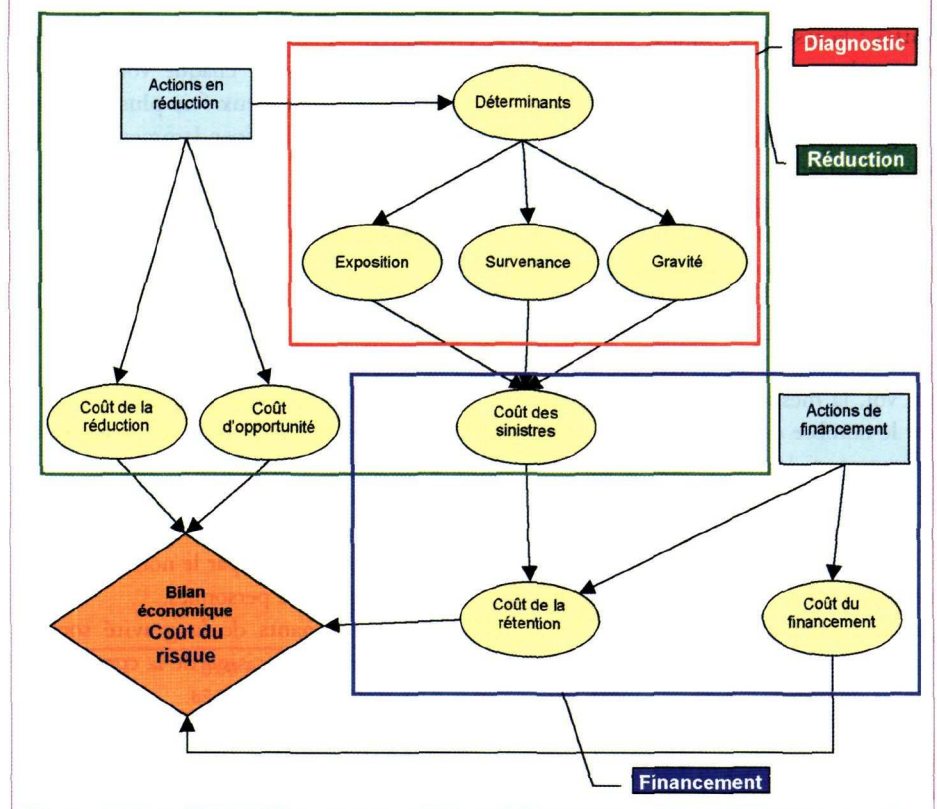 Diagnostic
Actions en
réduction
Déterminants
Réduction
Exposition
Survenance
Gravité
Coût de la
réduction
Coût
d'opportunité
Coût des
sinistres
Actions de
financement
Bilan
économique
Coût du
risque
Coût de la
rétention
Coût du
financement
Financement